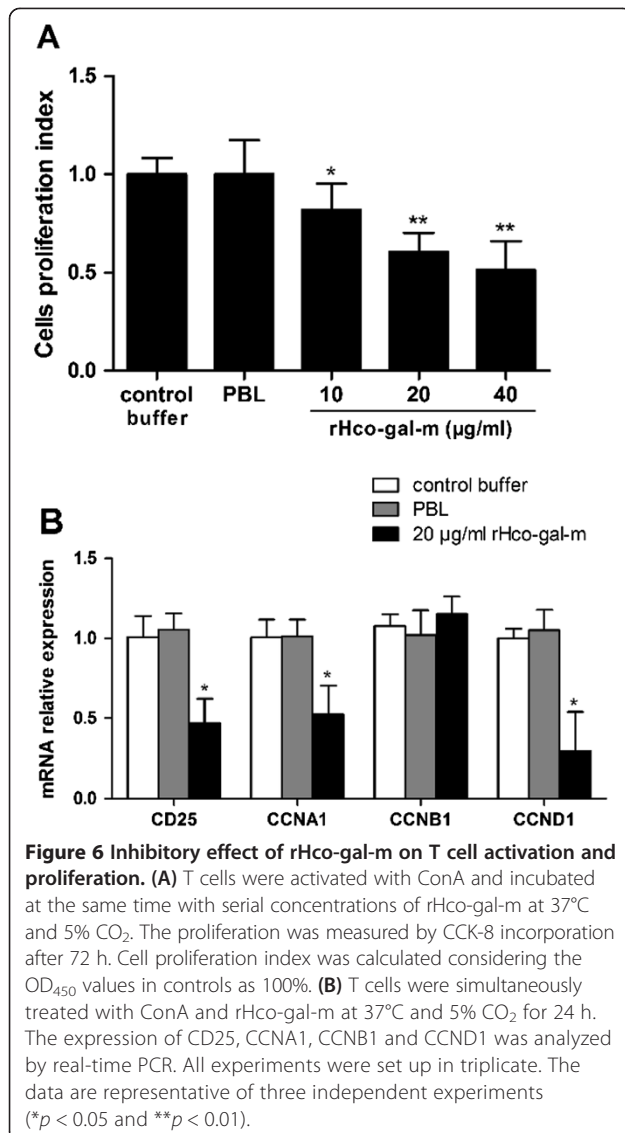 A
Cells proliferation index
1.5
1.0
0.5
0.0
*
**
**
control
buffer
PBL
10
20
40
rHco-gal-m (µg/ml)
B
control buffer
PBL
20 µg/ml rHco-gal-m
mRNA relative expression
1.5
1.0
0.5
0.0
*
*
*
CD25
CCNA1
CCNB1
CCND1
Figure 6 Inhibitory effect of rHco-gal-m on T cell activation and
proliferation. (A) T cells were activated with ConA and incubated
at the same time with serial concentrations of rHco-gal-m at 37°C
and 5% CO₂. The proliferation was measured by CCK-8 incorporation
after 72 h. Cell proliferation index was calculated considering the
OD₄₅₀ values in controls as 100%. (B) T cells were simultaneously
treated with ConA and rHco-gal-m at 37°C and 5% CO₂ for 24 h.
The expression of CD25, CCNA1, CCNB1 and CCND1 was analyzed
by real-time PCR. All experiments were set up in triplicate. The
data are representative of three independent experiments
(*p < 0.05 and **p < 0.01).